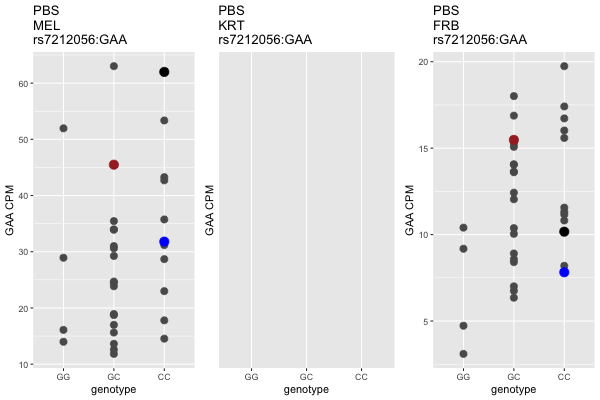 PBS
MEL
rs7212056:GAA
GAA CPM
60
50
40
30
20
10
GG GC CC
genotype
PBS
KRT
rs7212056:GAA
GAA CPM
GG GC CC
genotype
PBS
FRB
rs7212056:GAA
GAA CPM
20
15
10
5
GG GC CC
genotype